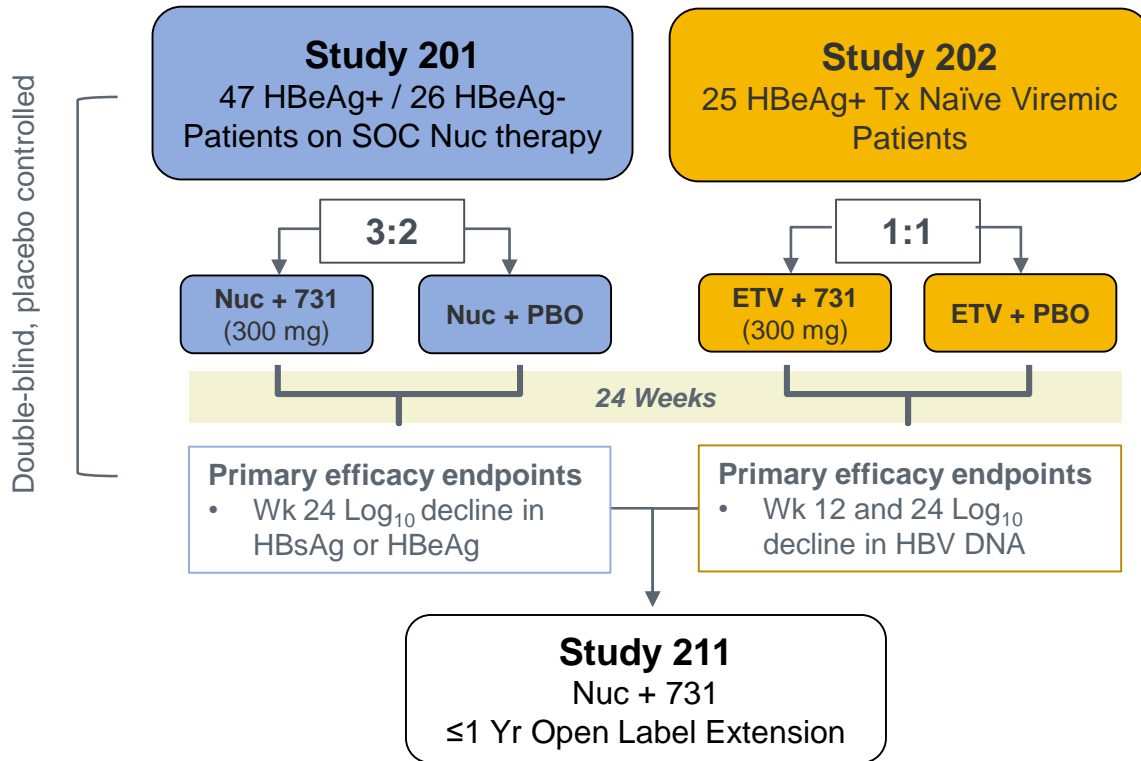 Double-blind, placebo controlled
Study 201
47 HBeAg+ / 26 HBeAg-
Patients on SOC Nuc therapy
Study 202
25 HBeAg+ Tx Naïve Viremic
Patients
3:2
1:1
Nuc + 731
(300 mg)
Nuc + PBO
ETV + 731
(300 mg)
ETV + PBO
24 Weeks
Primary efficacy endpoints
• Wk 24 Log₁₀ decline in
HBsAg or HBeAg
Primary efficacy endpoints
• Wk 12 and 24 Log₁₀
decline in HBV DNA
Study 211
Nuc + 731
≤1 Yr Open Label Extension